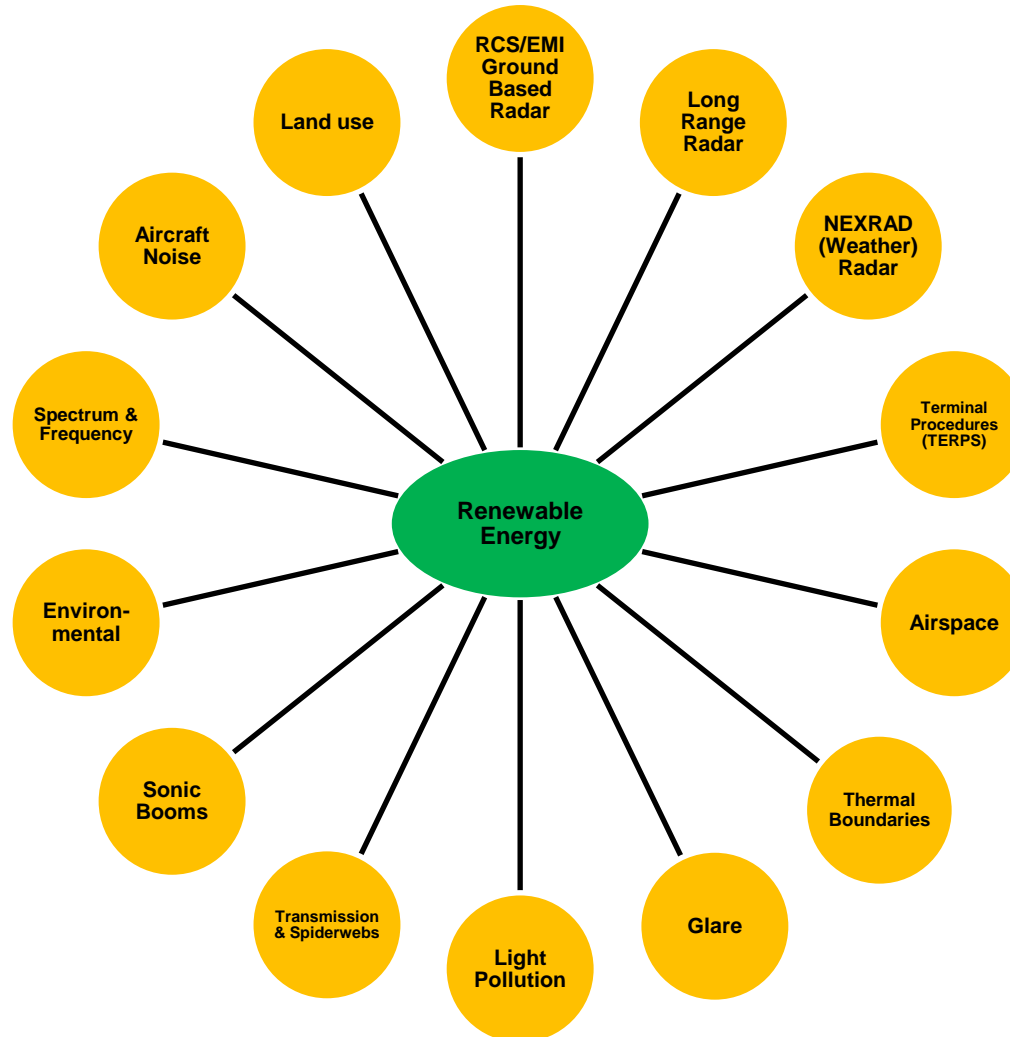 RCS/EMI
Ground
Based
Radar
Long
Range
Radar
NEXRAD
(Weather)
Radar
Terminal
Procedures
(TERPS)
Airspace
Thermal
Boundaries
Glare
Light
Pollution
Transmission
& Spiderwebs
Sonic
Booms
Environ-
mental
Spectrum &
Frequency
Aircraft
Noise
Land use
Renewable
Energy